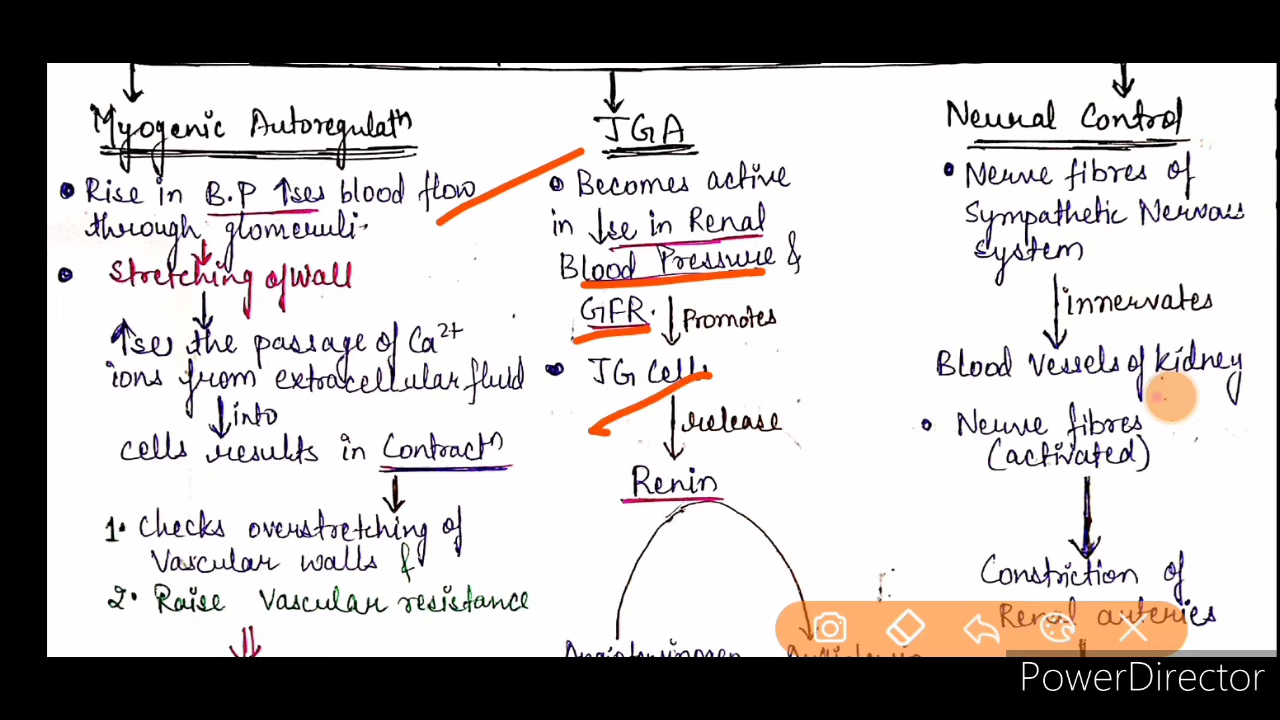 Myogenic Autoregulatn
• Rise in B.P ↑ses blood flow
through glomeruli.
↓
• Stretching of wall
↓
↑ses the passage of Ca2+
ions from extracellular fluid
↓ into
cells results in Contractn
↓
1. Checks overstretching of
Vascular walls &
2. Raise Vascular resistance
⇓
↓
JGA
• Becomes active
in ↓se in Renal
Blood Pressure &
GFR. ↓ Promotes
• JG Cells
↓ release
Renin
Angiotensinogen
Neural Control
• Nerve fibres of
Sympathetic Nervous
system
↓ innervates
Blood Vessels of kidney
• Nerve fibres
(activated)
↓
Constriction of
Renal arteries
PowerDirector